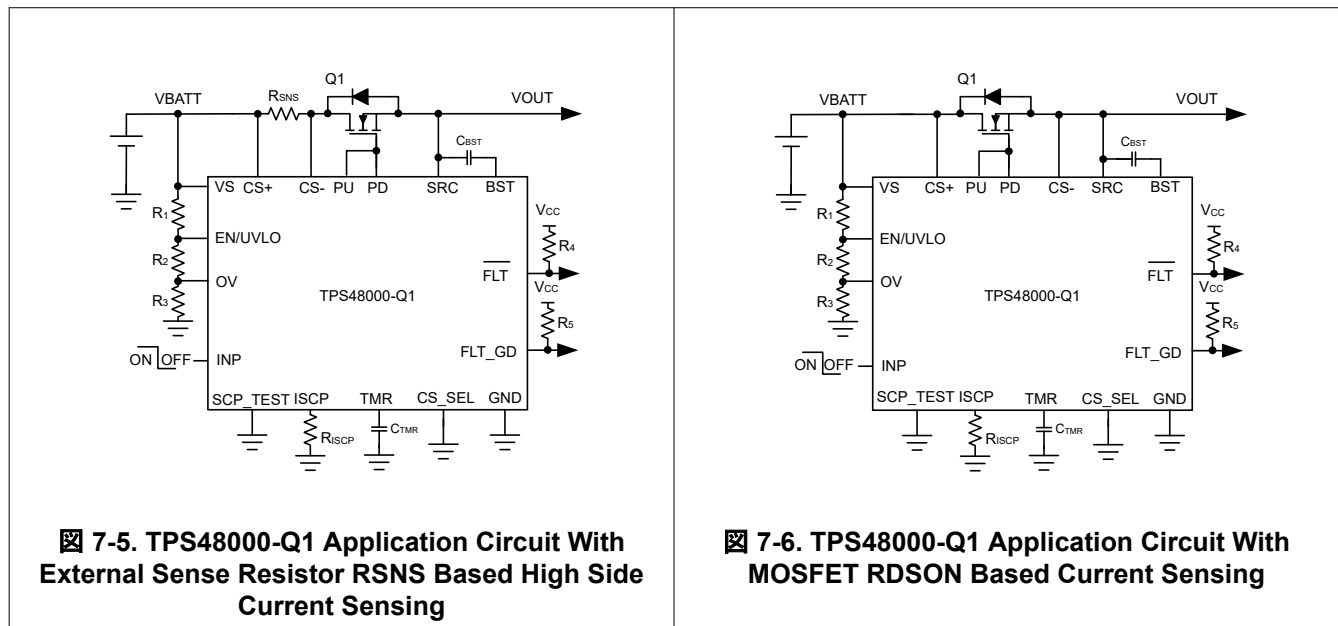 Q1
VBATT
RSNS
VOUT
CBST
VS
CS+
CS-
PU
PD
SRC
BST
R1
EN/UVLO
R2
OV
R3
TPS48000-Q1
VCC
R4
FLT
VCC
R5
FLT_GD
ON
OFF
INP
SCP_TEST
ISCP
TMR
CS_SEL
GND
RISCP
CTMR
図 7-5. TPS48000-Q1 Application Circuit With
External Sense Resistor RSNS Based High Side
Current Sensing
Q1
VBATT
VOUT
CBST
VS
CS+
PU
PD
CS-
SRC
BST
R1
EN/UVLO
R2
OV
R3
TPS48000-Q1
VCC
R4
FLT
VCC
R5
FLT_GD
ON
OFF
INP
SCP_TEST
ISCP
TMR
CS_SEL
GND
RISCP
CTMR
図 7-6. TPS48000-Q1 Application Circuit With
MOSFET RDSON Based Current Sensing